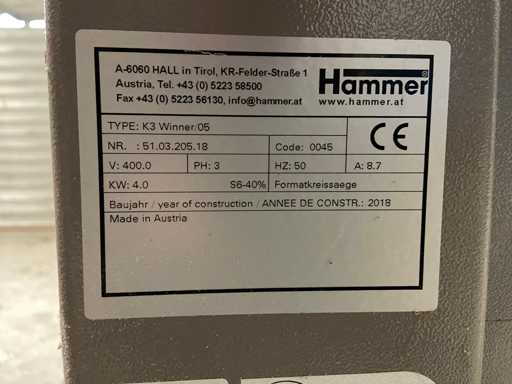 A-6060 HALL in Tirol, KR-Felder-Straße 1
Austria, Tel. +43 (0) 5223 58500
Fax +43 (0) 5223 56130, info@hammer.at
Hammer®
www.hammer.at
TYPE: K3 Winner/05
NR. : 51.03.205.18 Code: 0045
CE
V: 400.0 PH: 3 HZ: 50 A: 8.7
KW: 4.0 S6-40% Formatkreissaege
Baujahr / year of construction / ANNEE DE CONSTR.: 2018
Made in Austria